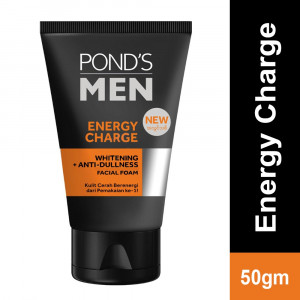 POND'S
MEN
ENERGY
CHARGE
NEW
WHITENING
+ ANTI-DULLNESS
FACIAL FOAM
Kulit Cerah Berenergi
dari Pemakaian ke-1!
Energy Charge
50gm